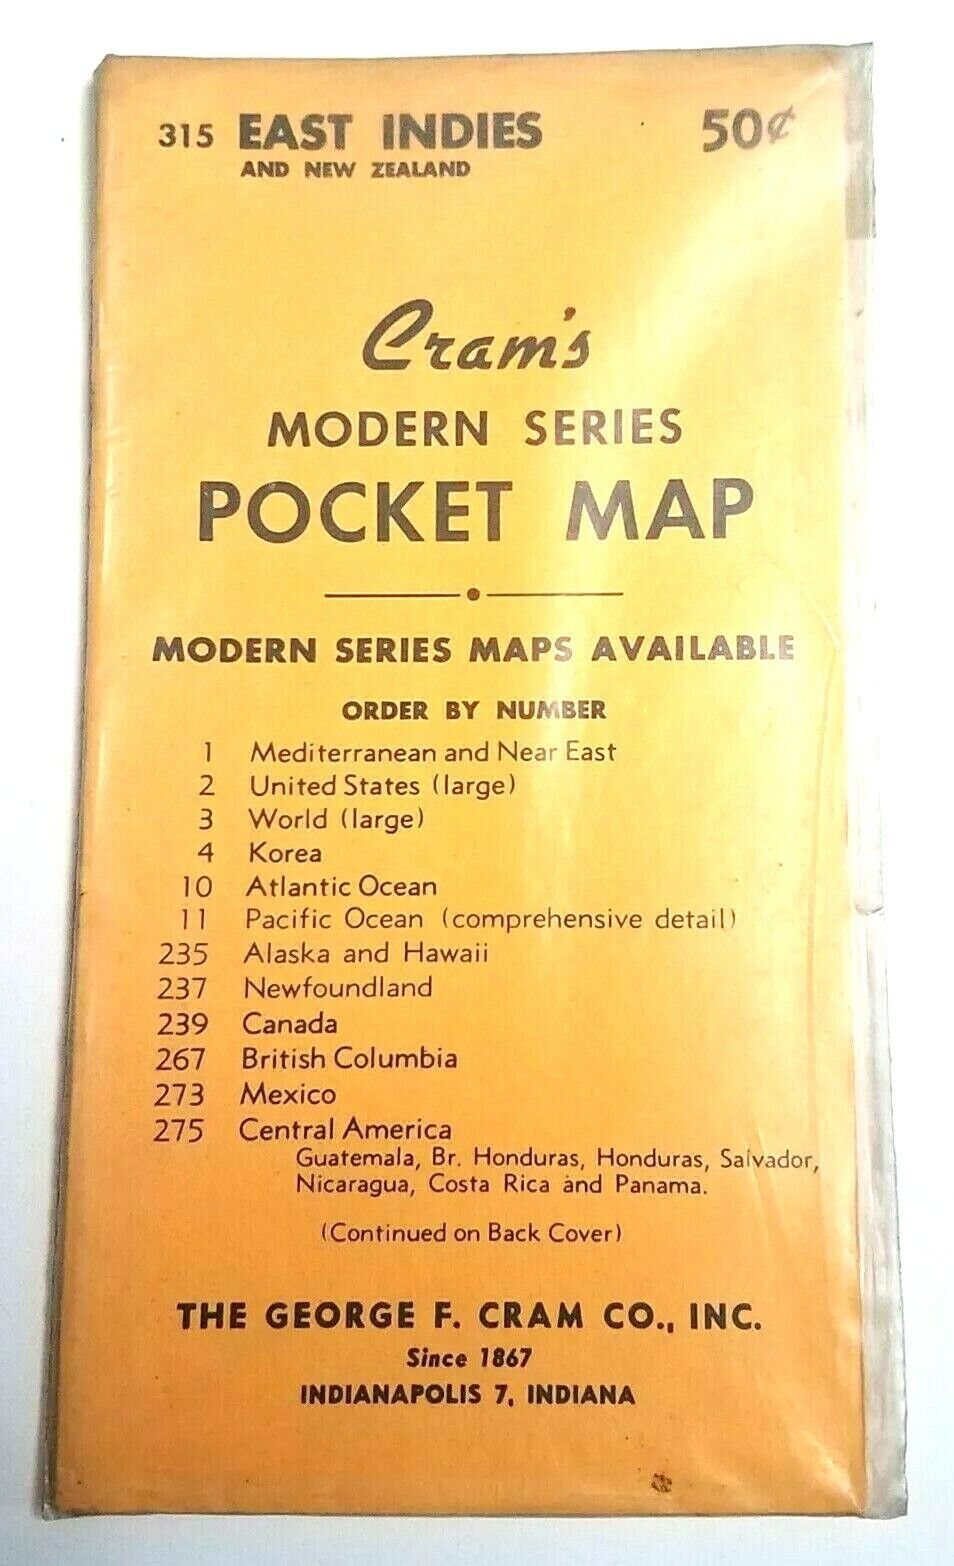 315 EAST INDIES 50¢
AND NEW ZEALAND
Cram's
MODERN SERIES
POCKET MAP
MODERN SERIES MAPS AVAILABLE
ORDER BY NUMBER
1 Mediterranean and Near East
2 United States (large)
3 World (large)
4 Korea
10 Atlantic Ocean
11 Pacific Ocean (comprehensive detail)
235 Alaska and Hawaii
237 Newfoundland
239 Canada
267 British Columbia
273 Mexico
275 Central America
Guatemala, Br. Honduras, Honduras, Salvador,
Nicaragua, Costa Rica and Panama.
(Continued on Back Cover)
THE GEORGE F. CRAM CO., INC.
Since 1867
INDIANAPOLIS 7, INDIANA